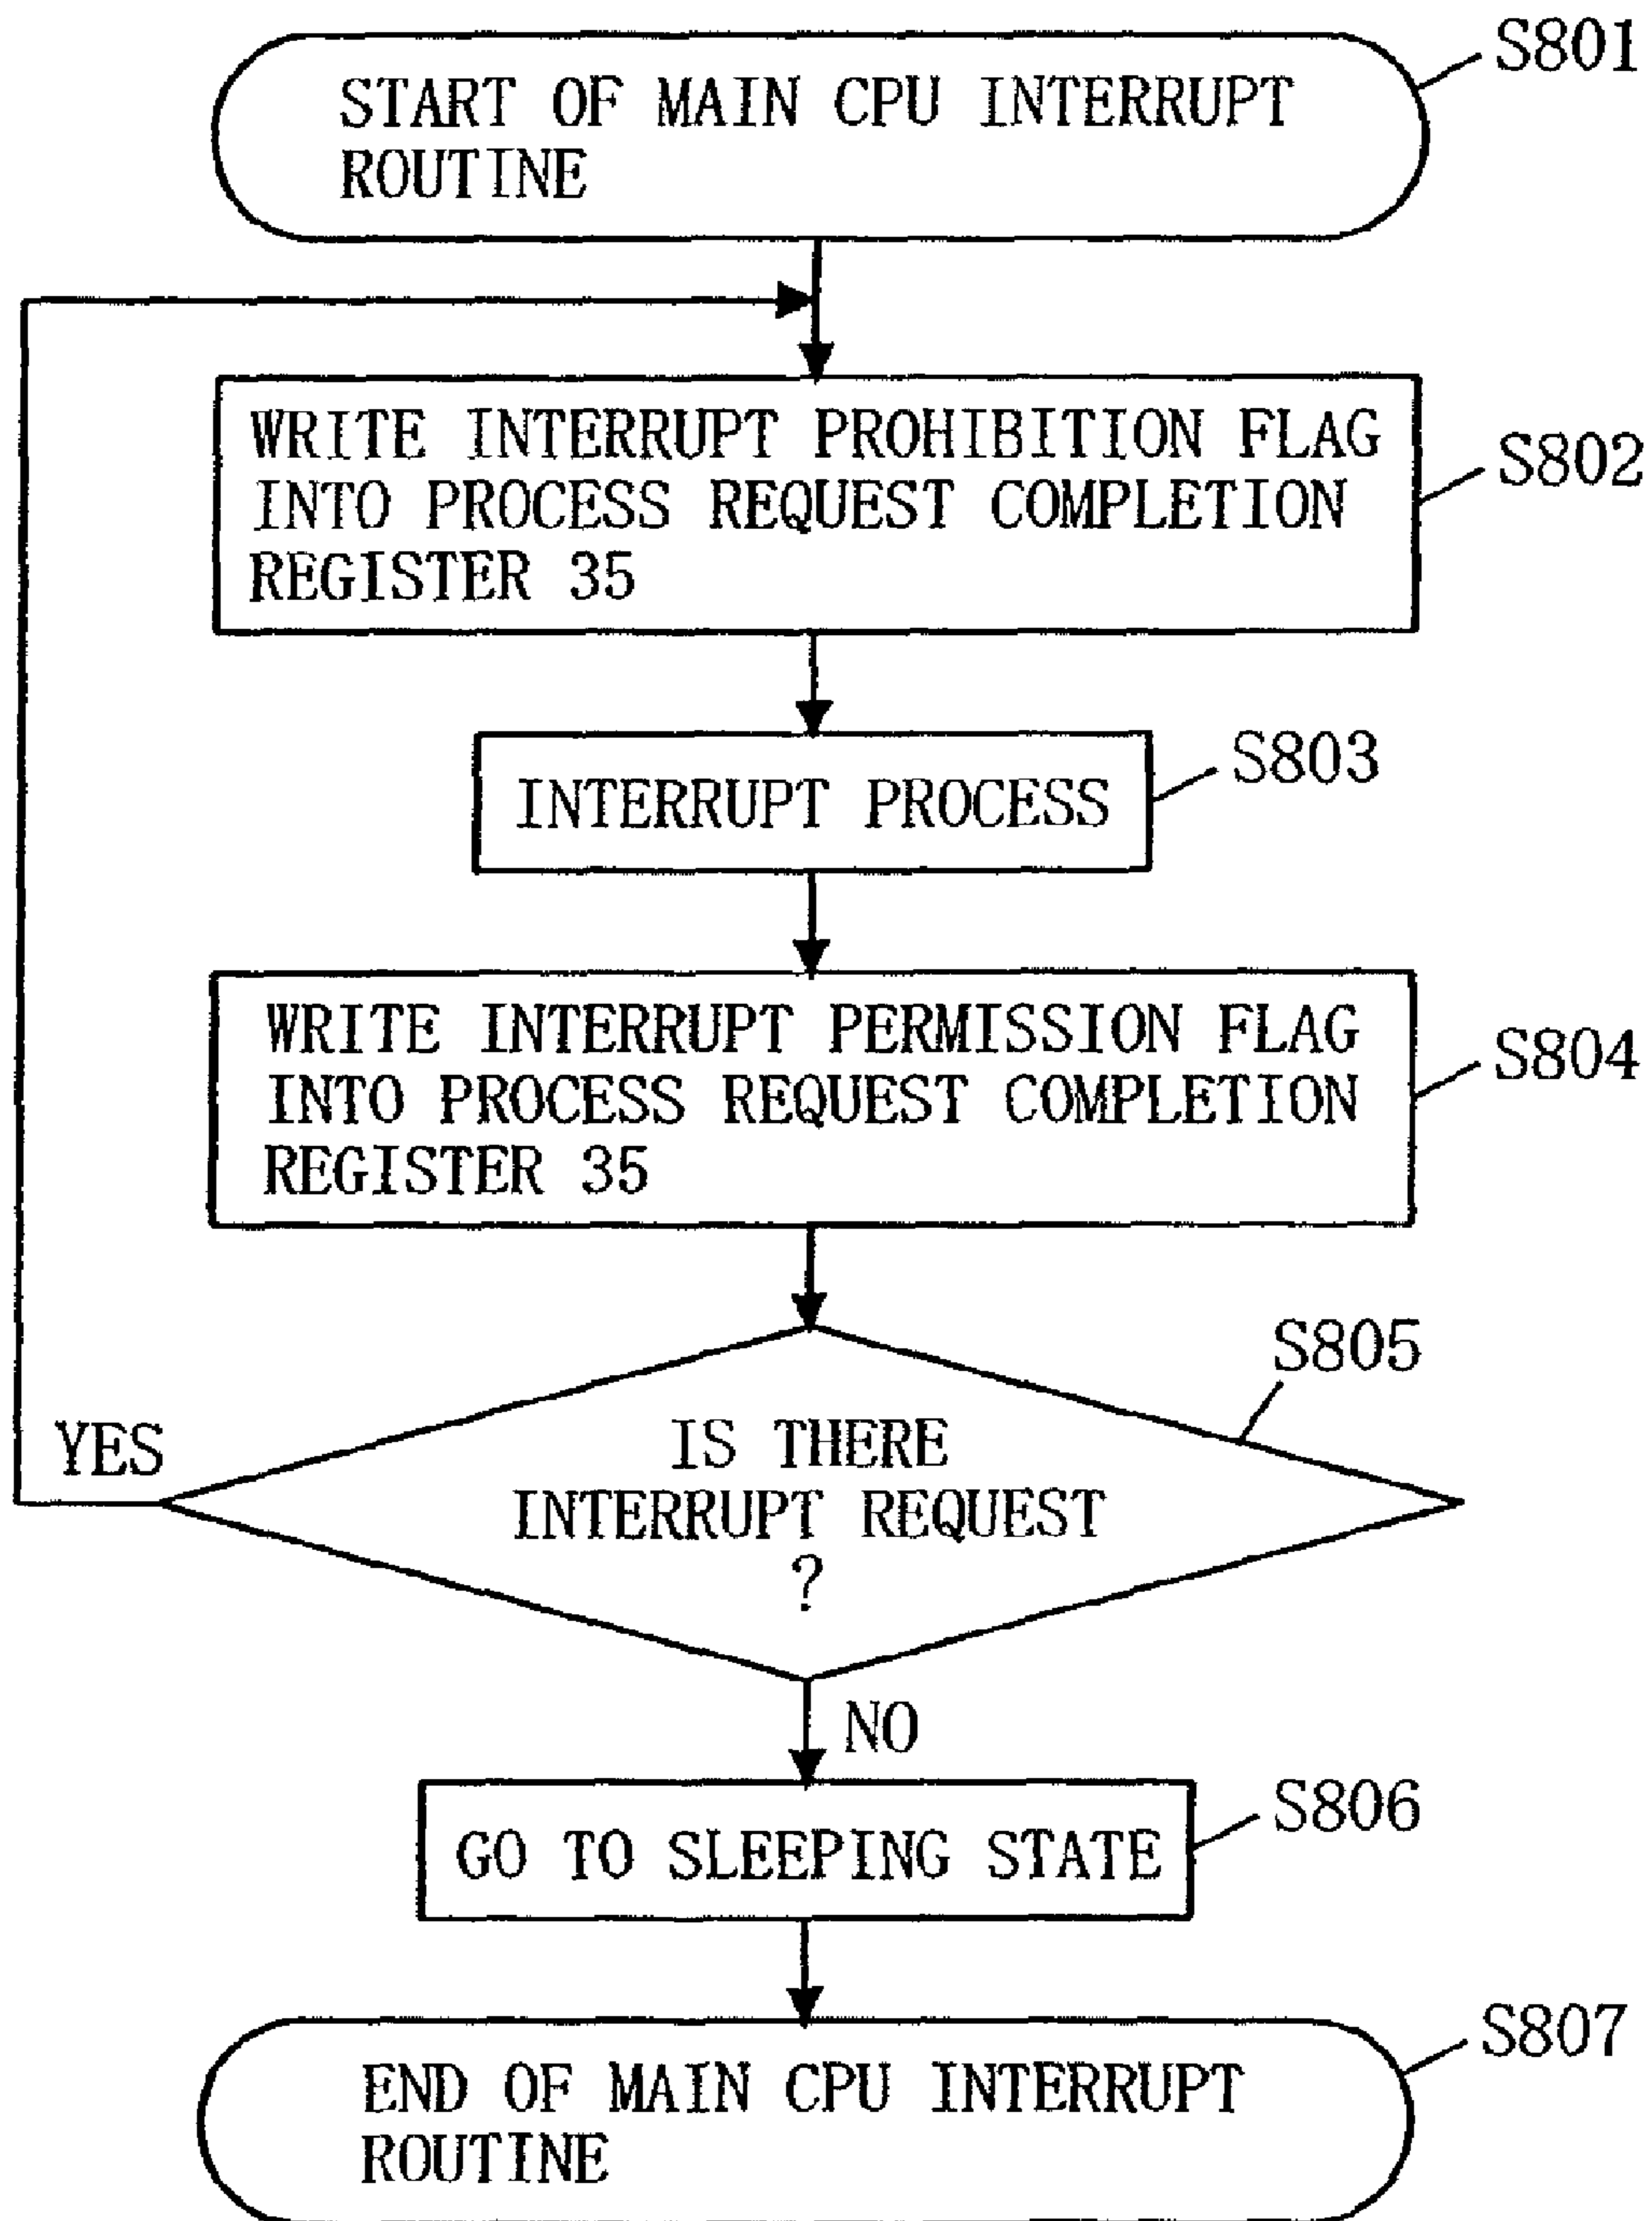 S801
START OF MAIN CPU INTERRUPT
ROUTINE
WRITE INTERRUPT PROHIBITION FLAG
INTO PROCESS REQUEST COMPLETION
REGISTER 35
S802
INTERRUPT PROCESS
S803
WRITE INTERRUPT PERMISSION FLAG
INTO PROCESS REQUEST COMPLETION
REGISTER 35
S804
S805
YES
IS THERE
INTERRUPT REQUEST
?
NO
GO TO SLEEPING STATE
S806
S807
END OF MAIN CPU INTERRUPT
ROUTINE